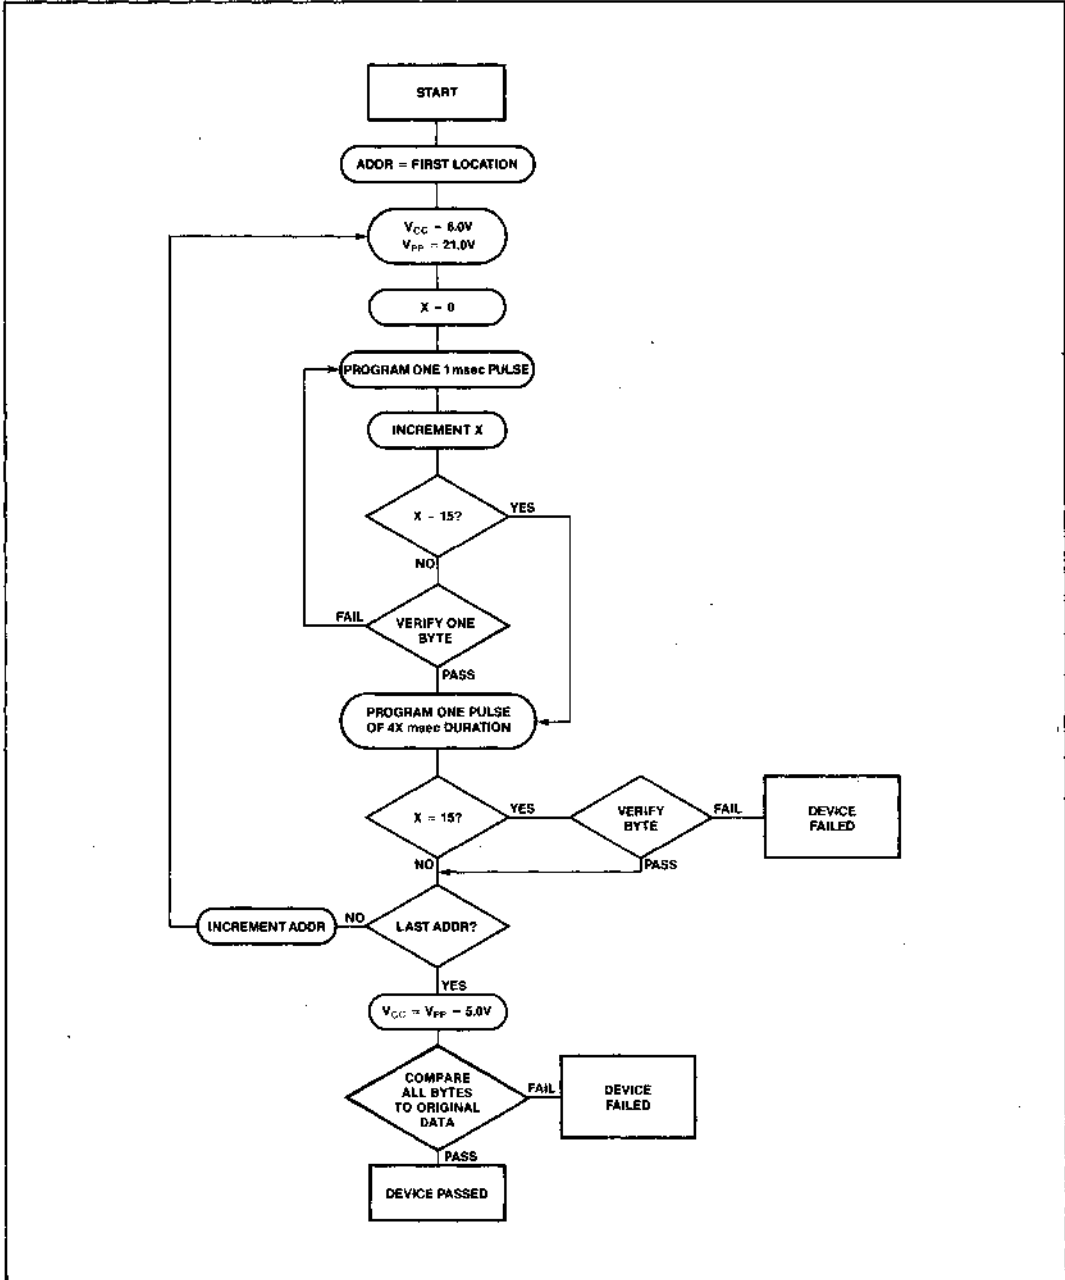 START
ADDR = FIRST LOCATION
VCC = 6.0V
VPP = 21.0V
X = 0
PROGRAM ONE 1 msec PULSE
INCREMENT X
X = 15?
YES
NO
FAIL
VERIFY ONE
BYTE
PASS
PROGRAM ONE PULSE
OF 4X msec DURATION
X = 15?
YES
VERIFY
BYTE
FAIL
DEVICE
FAILED
NO
PASS
INCREMENT ADDR
NO
LAST ADDR?
YES
VCC = VPP = 5.0V
COMPARE
ALL BYTES
TO ORIGINAL
DATA
FAIL
DEVICE
FAILED
PASS
DEVICE PASSED